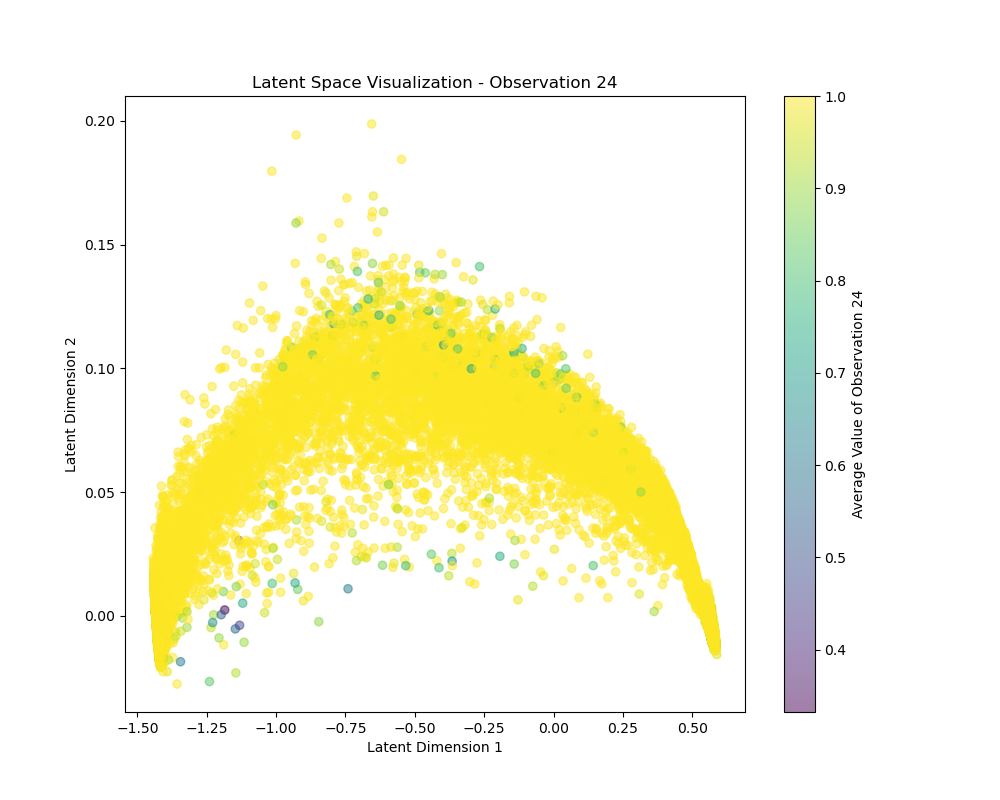 Latent Space Visualization - Observation 24
Latent Dimension 2
0.20
0.15
0.10
0.05
0.00
−1.50 −1.25 −1.00 −0.75 −0.50 −0.25 0.00 0.25 0.50
Latent Dimension 1
1.0
0.9
0.8
0.7
0.6
0.5
0.4
Average Value of Observation 24